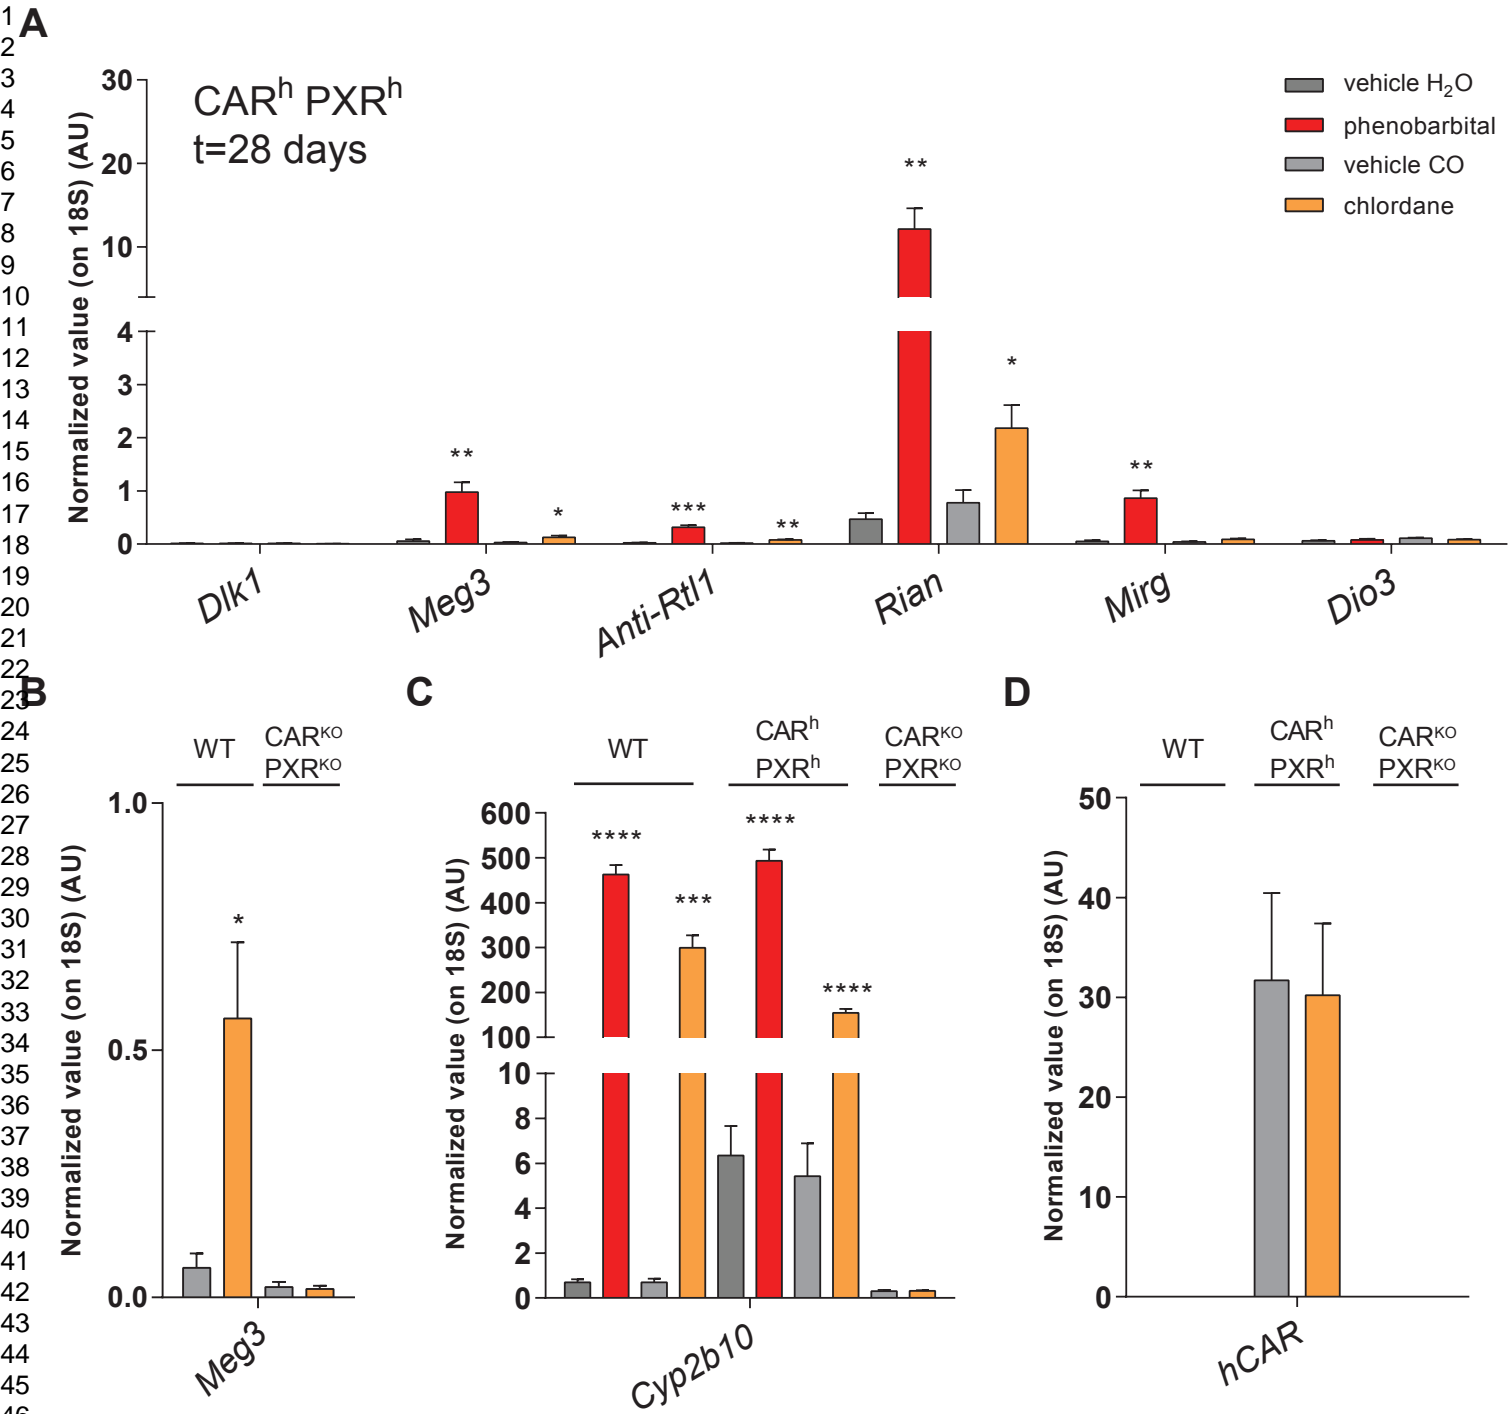 1
2
3
4
5
6
7
8
9
10
11
12
13
14
15
16
17
18
19
20
21
22
23
24
25
26
27
28
29
30
31
32
33
34
35
36
37
38
39
40
41
42
43
44
45
46
A
CARʰ PXRʰ
t=28 days
vehicle H₂O
phenobarbital
vehicle CO
chlordane
Normalized value (on 18S) (AU)
30
20
10
4
3
2
1
0
**
*
***
**
**
*
**
Dlk1
Meg3
Anti-Rtl1
Rian
Mirg
Dio3
B
WT
CARᴷᴼ
PXRᴷᴼ
Normalized value (on 18S) (AU)
1.0
0.5
0.0
*
Meg3
C
WT
CARʰ
PXRʰ
CARᴷᴼ
PXRᴷᴼ
Normalized value (on 18S) (AU)
600
500
400
300
200
100
10
8
6
4
2
0
****
***
****
****
Cyp2b10
D
WT
CARʰ
PXRʰ
CARᴷᴼ
PXRᴷᴼ
Normalized value (on 18S) (AU)
50
40
30
20
10
0
hCAR